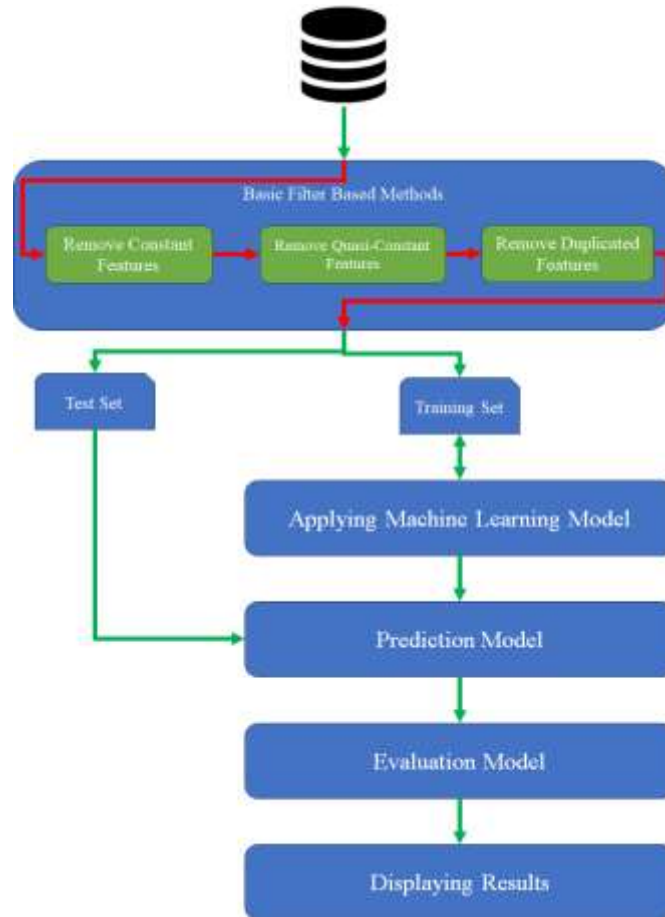 Basic Filter Based Methods
Remove Constant
Features
Remove Quasi-Constant
Features
Remove Duplicated
Features
Test Set
Training Set
Applying Machine Learning Model
Prediction Model
Evaluation Model
Displaying Results